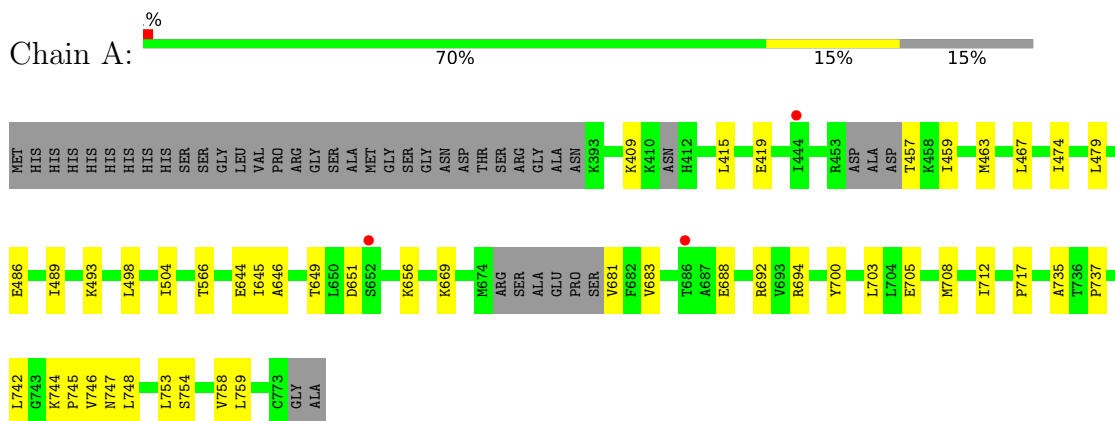 .%
Chain A:
70% 15% 15%
MET HIS HIS HIS HIS HIS HIS HIS HIS HIS SER SER GLY LEU VAL PRO ARG GLY SER ALA MET GLY SER GLY ASN ASP THR SER ARG GLY ALA ASN K393 K409 K410 ASN H412 L415 E419 I444 R453 ASP ALA ASP T457 K458 I459 M463 L467 I474 L479
E486 I489 K493 L498 I504 T566 E644 I645 A646 T649 L650 D651 S652 K656 K669 M674 ARG SER ALA GLU PRO SER V681 F682 V683 T686 A687 E688 R692 V693 R694 Y700 L703 L704 E705 M708 I712 P717 A735 T736 P737
L742 G743 K744 P745 V746 N747 L748 L753 S754 V758 L759 C773 GLY ALA